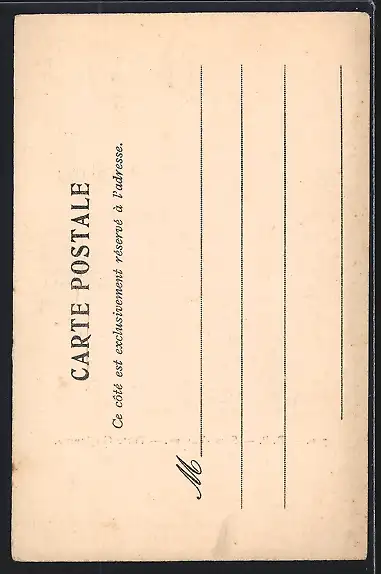 CARTE POSTALE
Ce côté est exclusivement réservé à l'adresse.
M